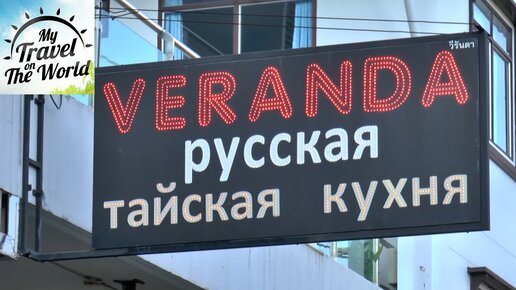 My
Travel
on
The World
วีรันดา
VERANDA
русская
тайская кухня